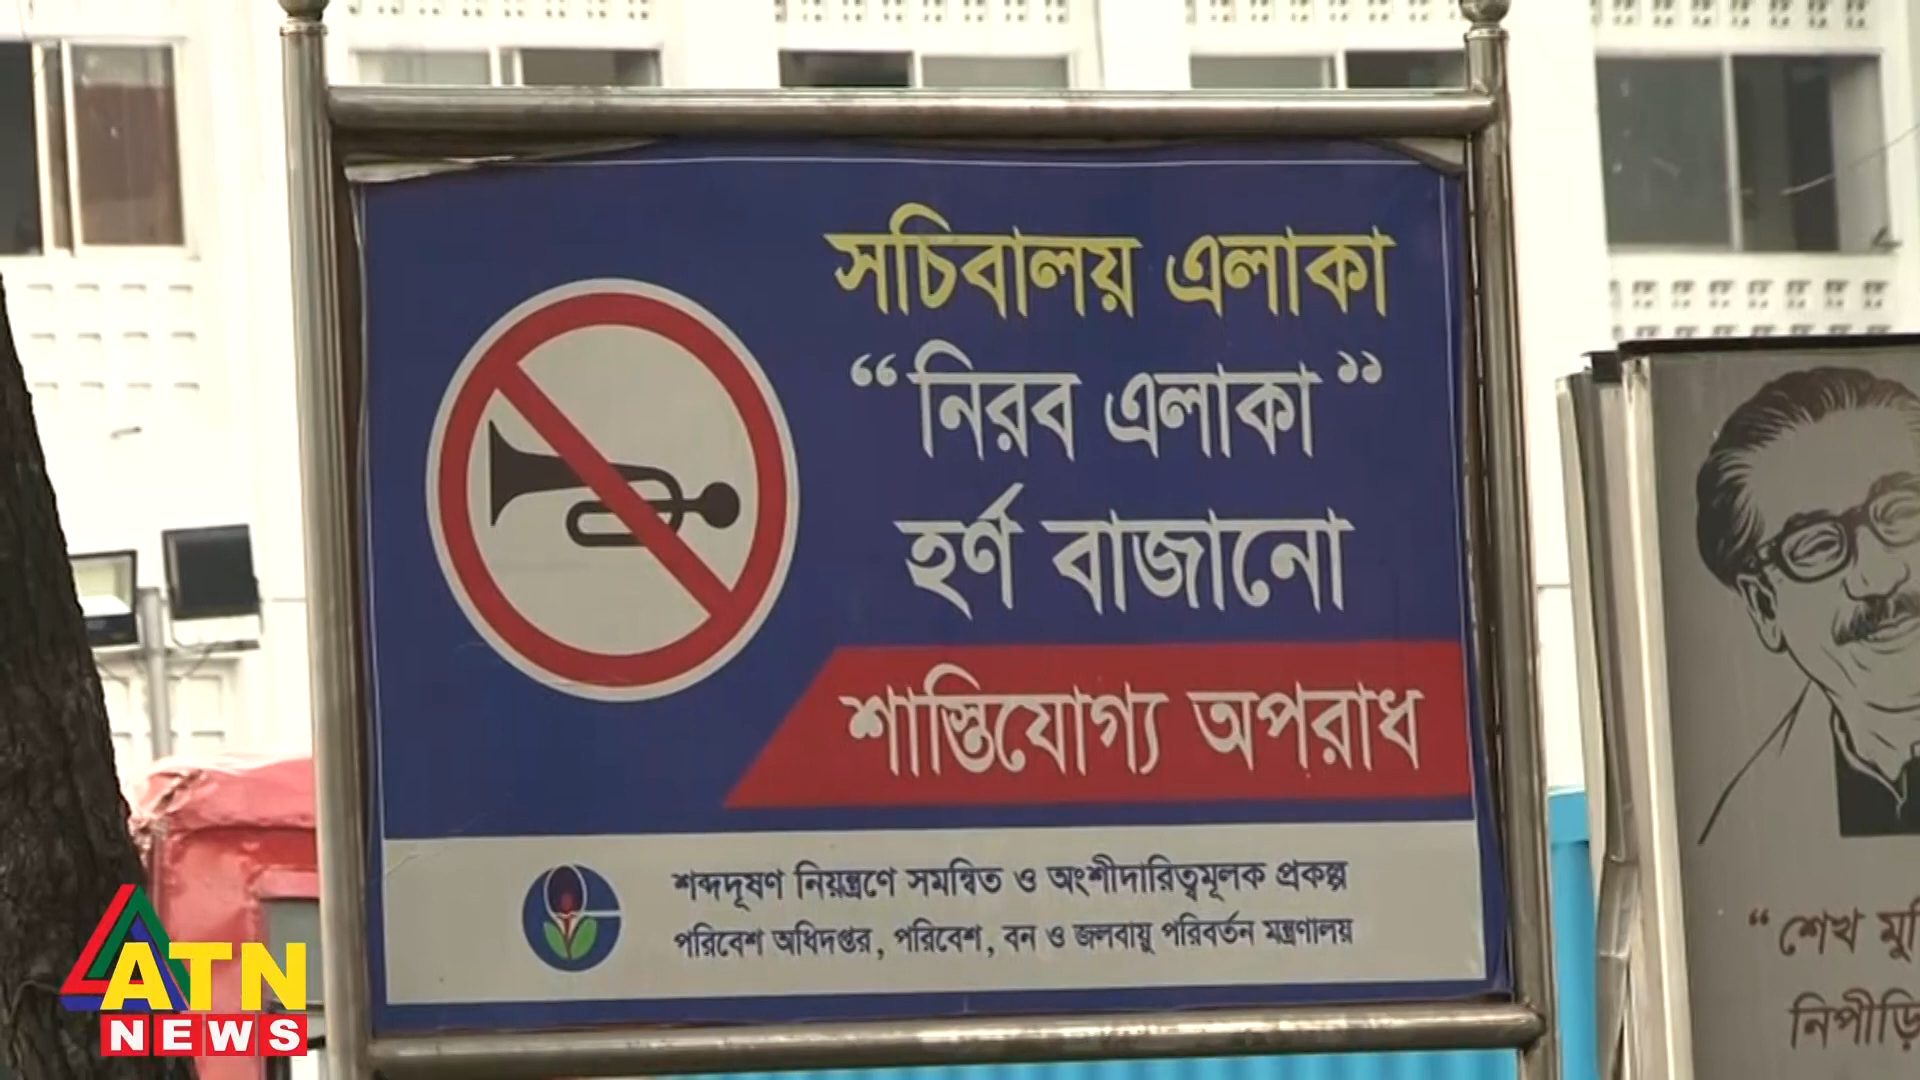 সচিবালয় এলাকা
“নিরব এলাকা”
হর্ণ বাজানো
শাস্তিযোগ্য অপরাধ
শব্দদূষণ নিয়ন্ত্রণে সমন্বিত ও অংশীদারিত্বমূলক প্রকল্প
পরিবেশ অধিদপ্তর, পরিবেশ, বন ও জলবায়ু পরিবর্তন মন্ত্রণালয়
“শেখ
ATN
NEWS